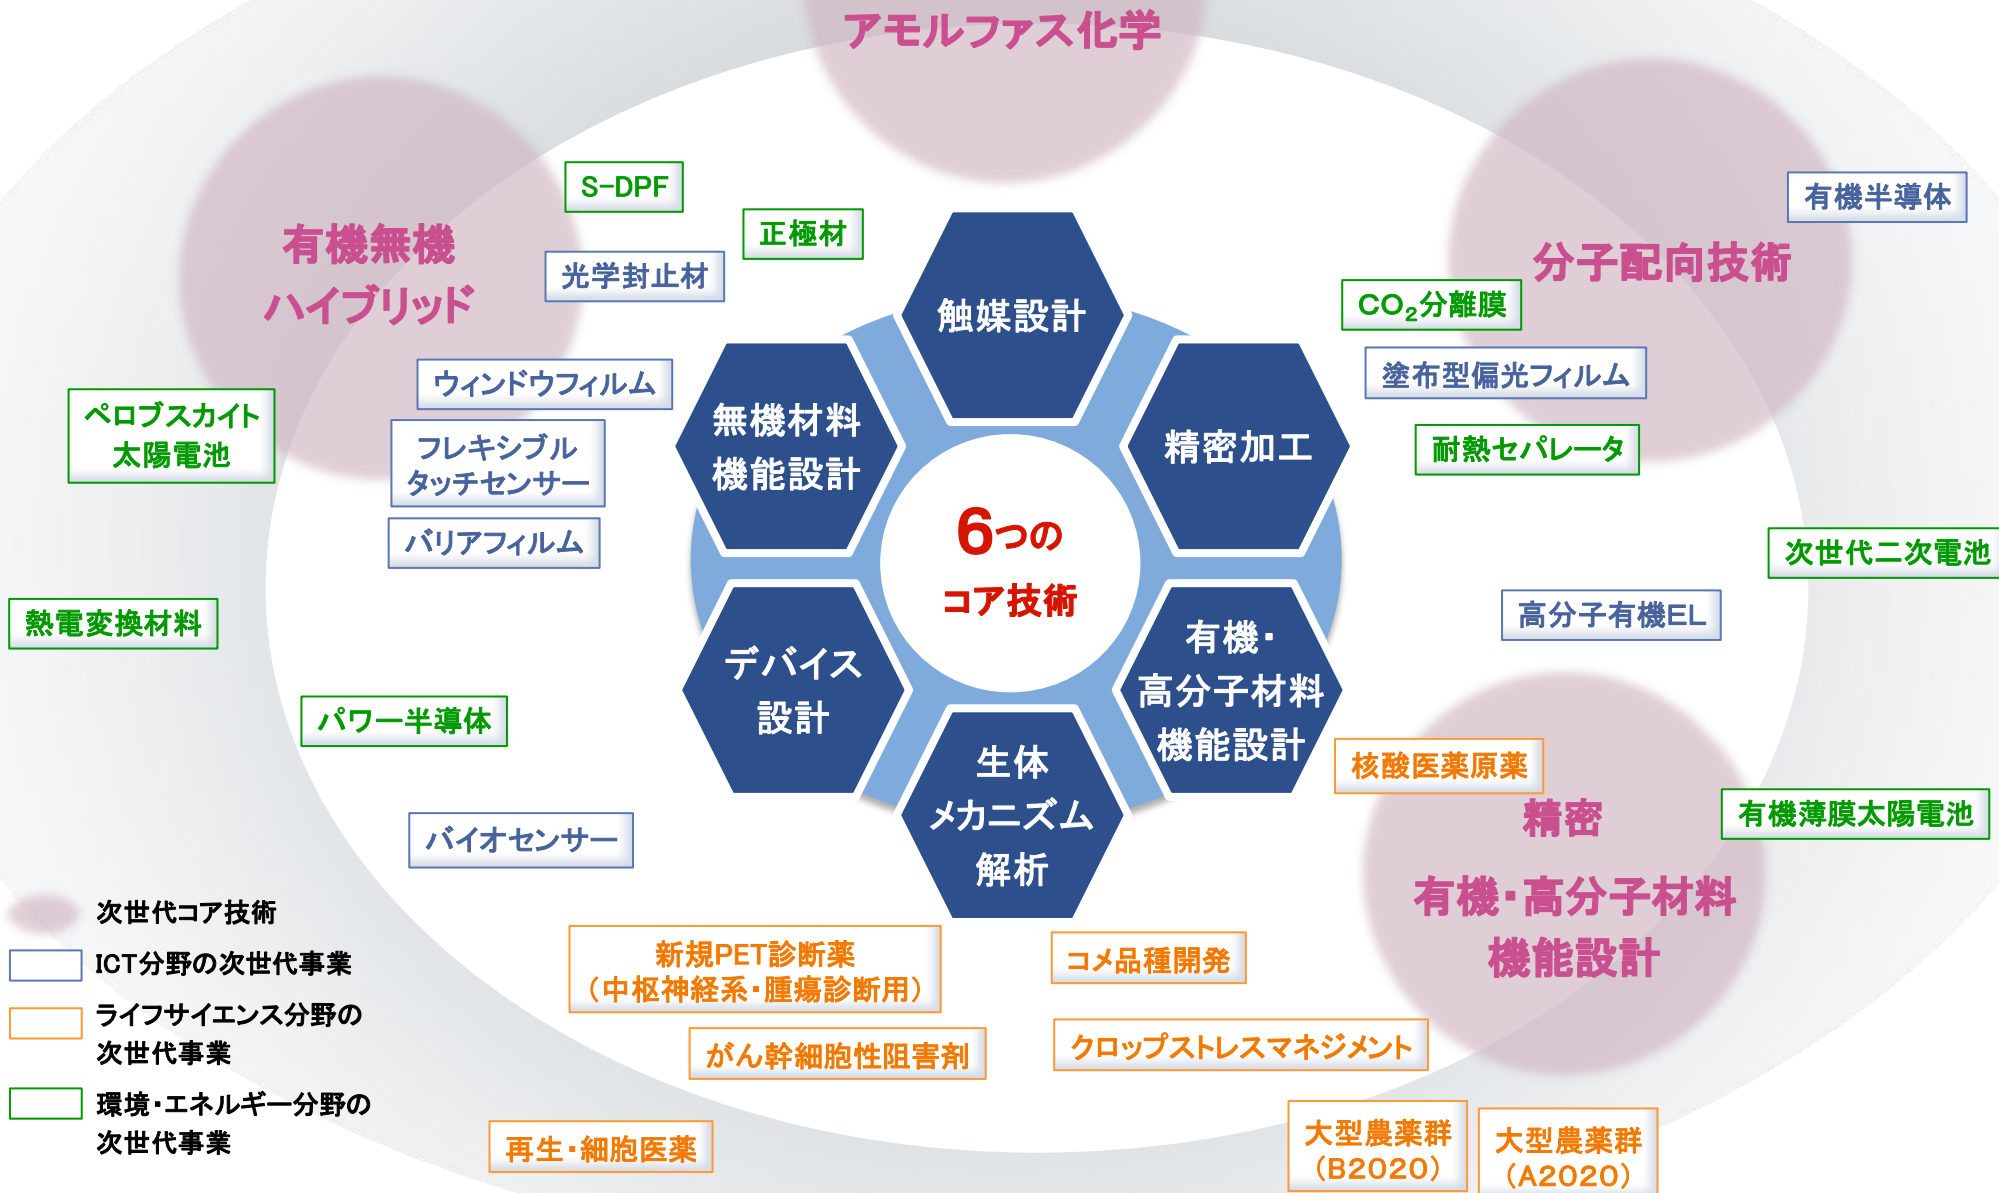 アモルファス化学
有機無機
ハイブリッド
分子配向技術
S-DPF
正極材
光学封止材
有機半導体
CO₂分離膜
塗布型偏光フィルム
耐熱セパレータ
ウィンドウフィルム
ペロブスカイト
太陽電池
フレキシブル
タッチセンサー
バリアフィルム
触媒設計
無機材料
機能設計
精密加工
6つの
コア技術
デバイス
設計
有機・
高分子材料
機能設計
生体
メカニズム
解析
次世代二次電池
熱電変換材料
高分子有機EL
パワー半導体
核酸医薬原薬
有機薄膜太陽電池
精密
有機・高分子材料
機能設計
バイオセンサー
新規PET診断薬
(中枢神経系・腫瘍診断用)
コメ品種開発
がん幹細胞性阻害剤
クロップストレスマネジメント
再生・細胞医薬
大型農薬群
(B2020)
大型農薬群
(A2020)
次世代コア技術
ICT分野の次世代事業
ライフサイエンス分野の
次世代事業
環境・エネルギー分野の
次世代事業